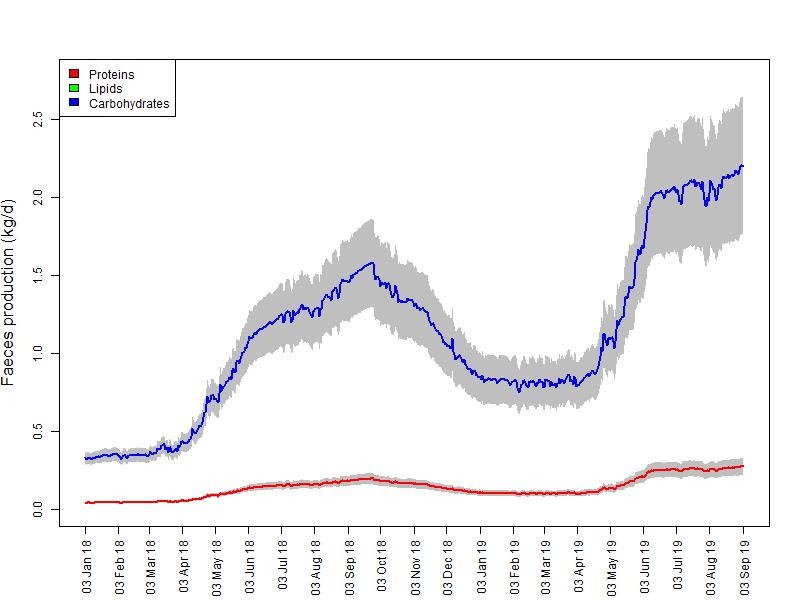 Proteins
Lipids
Carbohydrates
Faeces production (kg/d)
2.5
2.0
1.5
1.0
0.5
0.0
03 Jan 18
03 Feb 18
03 Mar 18
03 Apr 18
03 May 18
03 Jun 18
03 Jul 18
03 Aug 18
03 Sep 18
03 Oct 18
03 Nov 18
03 Dec 18
03 Jan 19
03 Feb 19
03 Mar 19
03 Apr 19
03 May 19
03 Jun 19
03 Jul 19
03 Aug 19
03 Sep 19